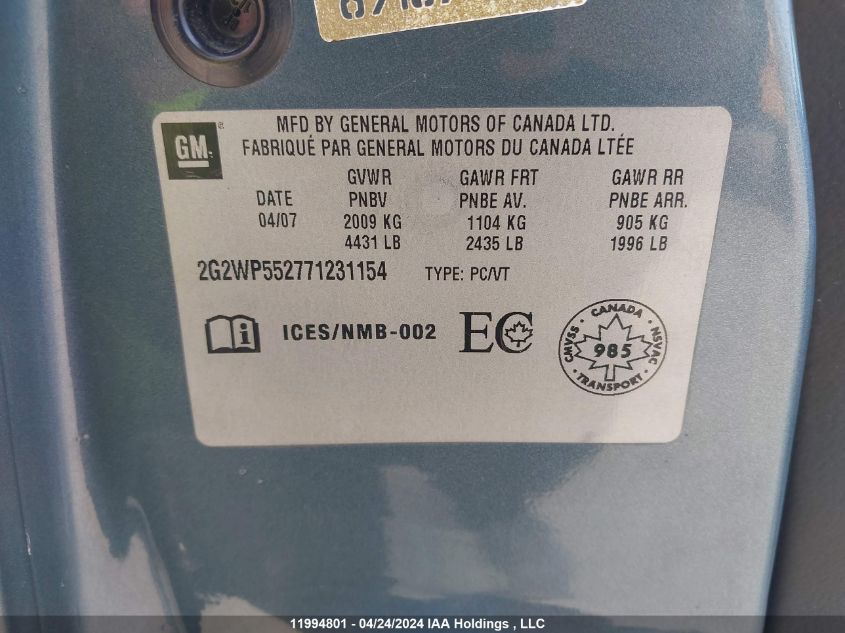 GM
MFD BY GENERAL MOTORS OF CANADA LTD.
FABRIQUÉ PAR GENERAL MOTORS DU CANADA LTÉE
GVWR GAWR FRT GAWR RR
DATE PNBV PNBE AV. PNBE ARR.
04/07 2009 KG 1104 KG 905 KG
4431 LB 2435 LB 1996 LB
2G2WP552771231154 TYPE: PC/VT
ICES/NMB-002 EC
CANADA
CMVSS 985 NSVAC
TRANSPORT
11994801 - 04/24/2024 IAA Holdings , LLC